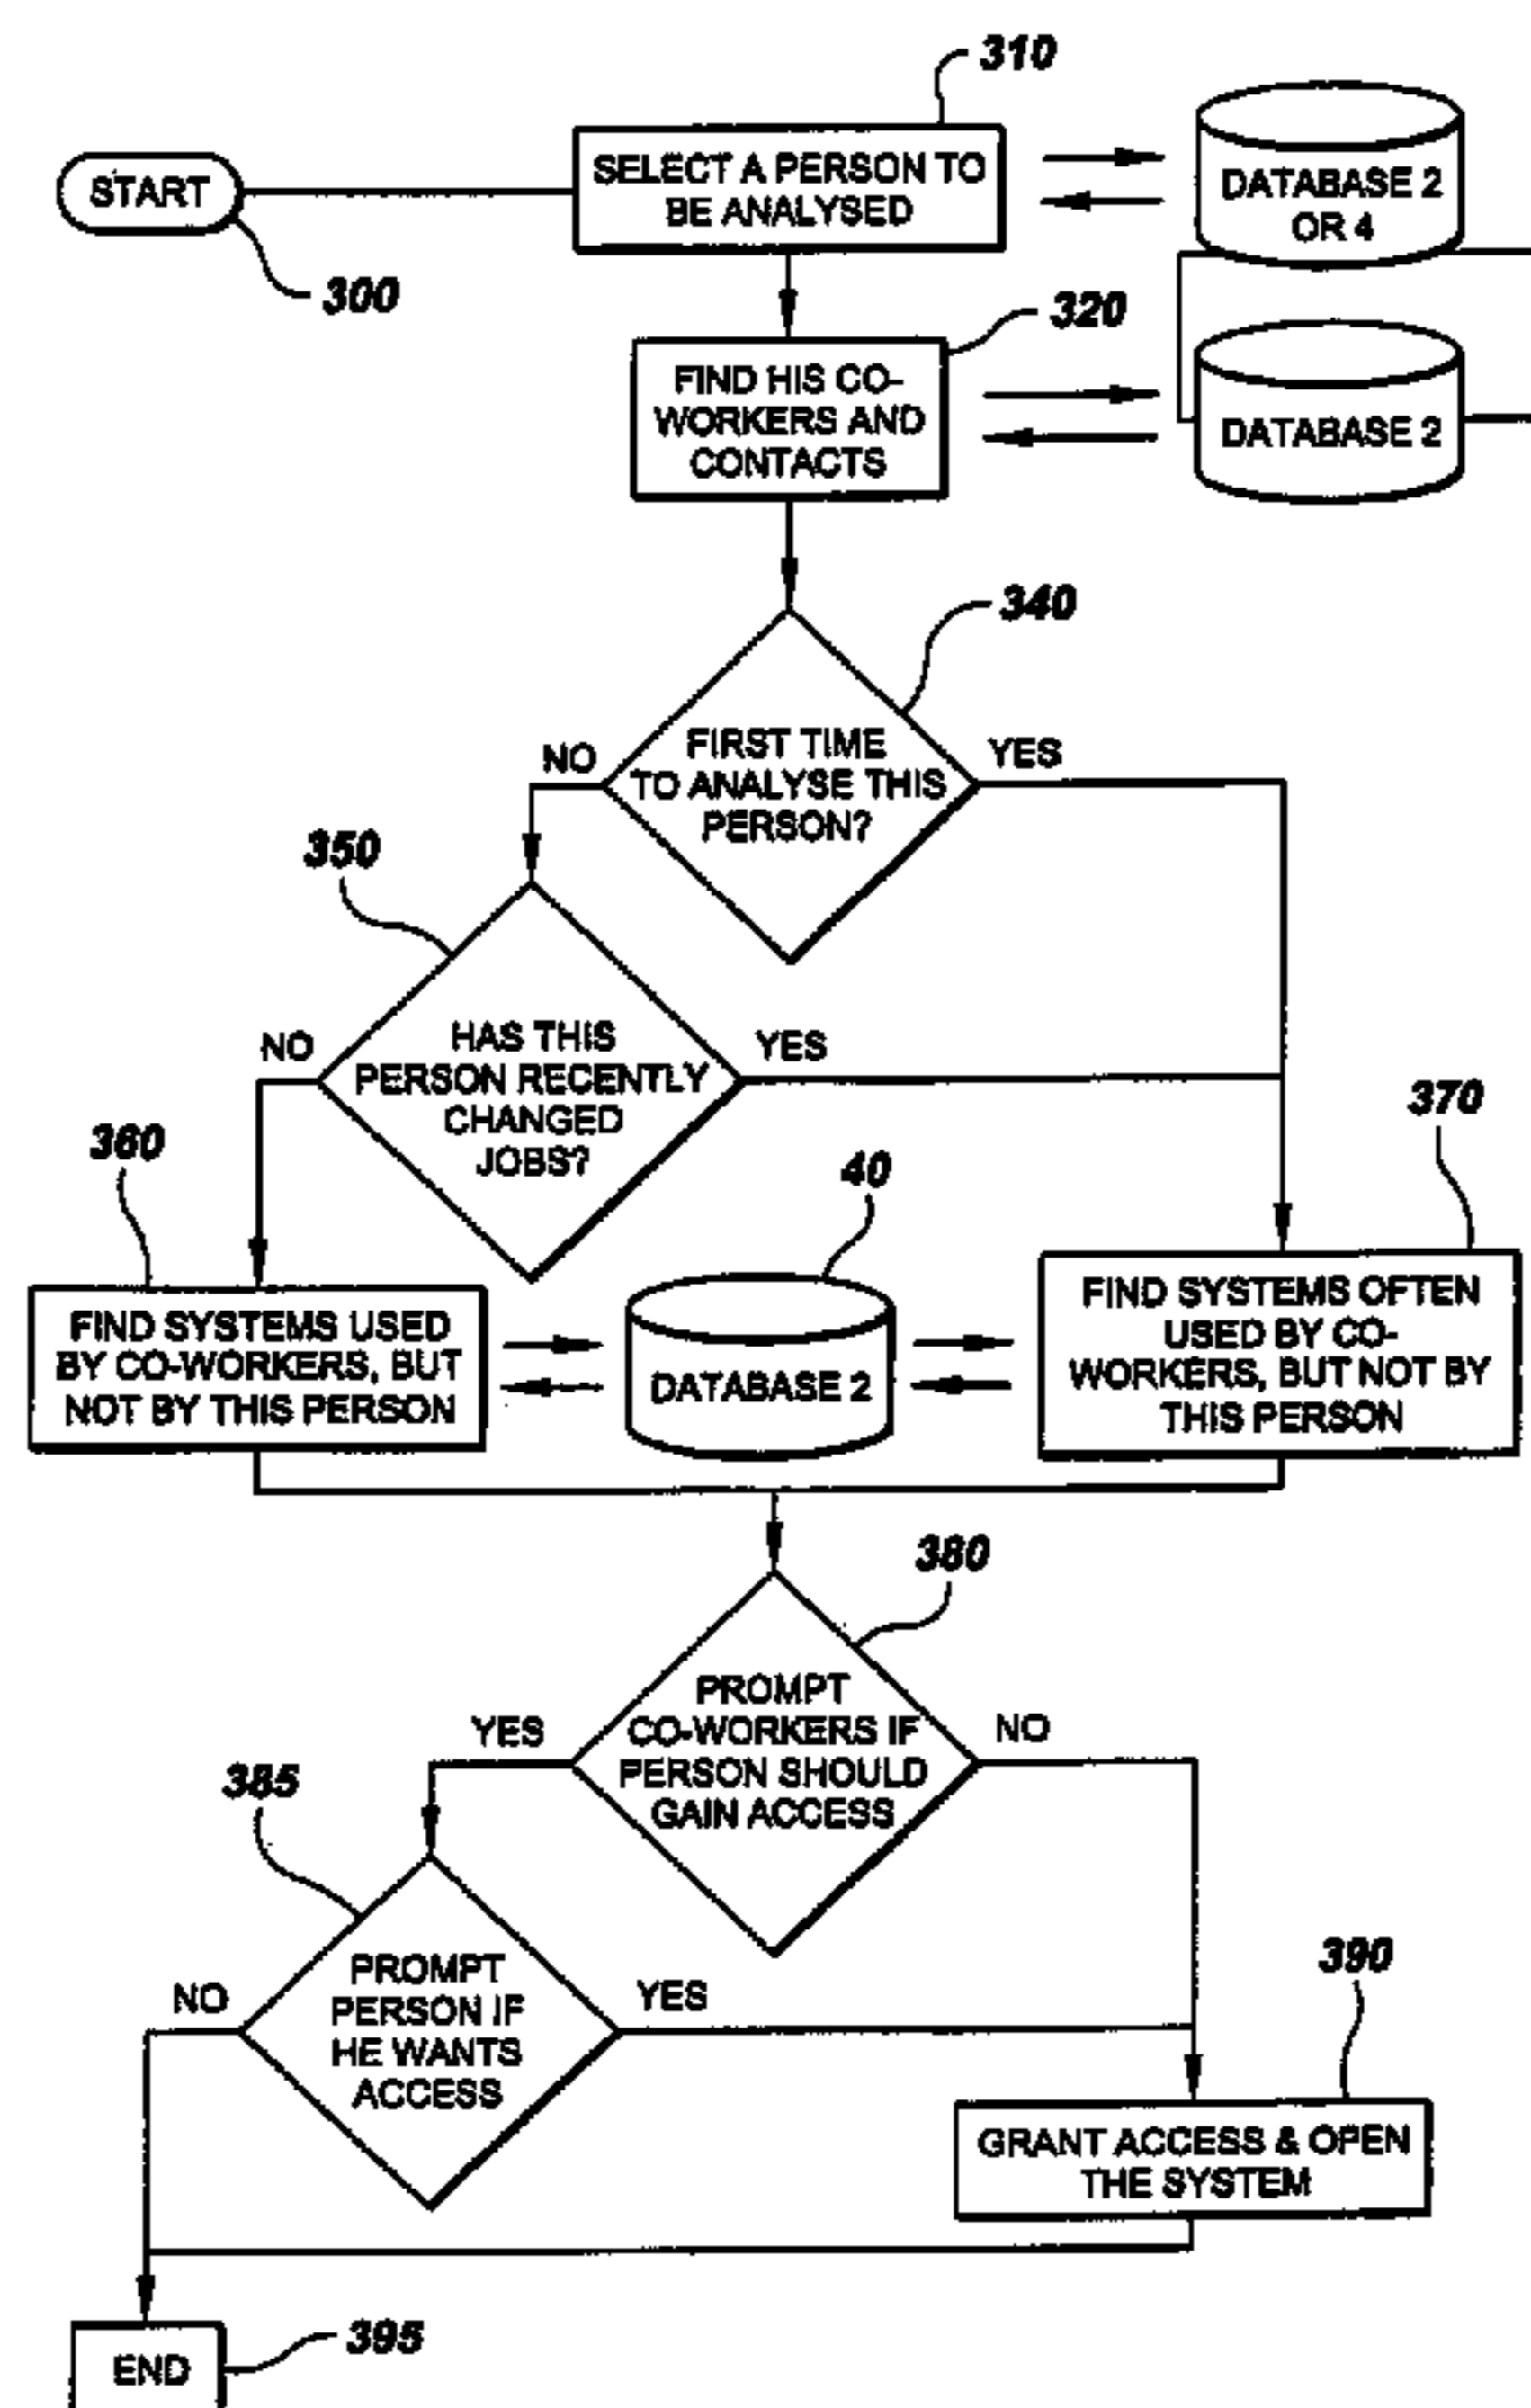 310
SELECT A PERSON TO
BE ANALYSED
DATABASE 2
OR 4
START
300
320
FIND HIS CO-
WORKERS AND
CONTACTS
DATABASE 2
340
FIRST TIME
TO ANALYSE THIS
PERSON?
NO
YES
350
HAS THIS
PERSON RECENTLY
CHANGED
JOBS?
NO
YES
360
FIND SYSTEMS USED
BY CO-WORKERS, BUT
NOT BY THIS PERSON
40
DATABASE 2
370
FIND SYSTEMS OFTEN
USED BY CO-
WORKERS, BUT NOT BY
THIS PERSON
380
PROMPT
CO-WORKERS IF
PERSON SHOULD
GAIN ACCESS
YES
NO
385
PROMPT
PERSON IF
HE WANTS
ACCESS
NO
YES
390
GRANT ACCESS & OPEN
THE SYSTEM
END
395